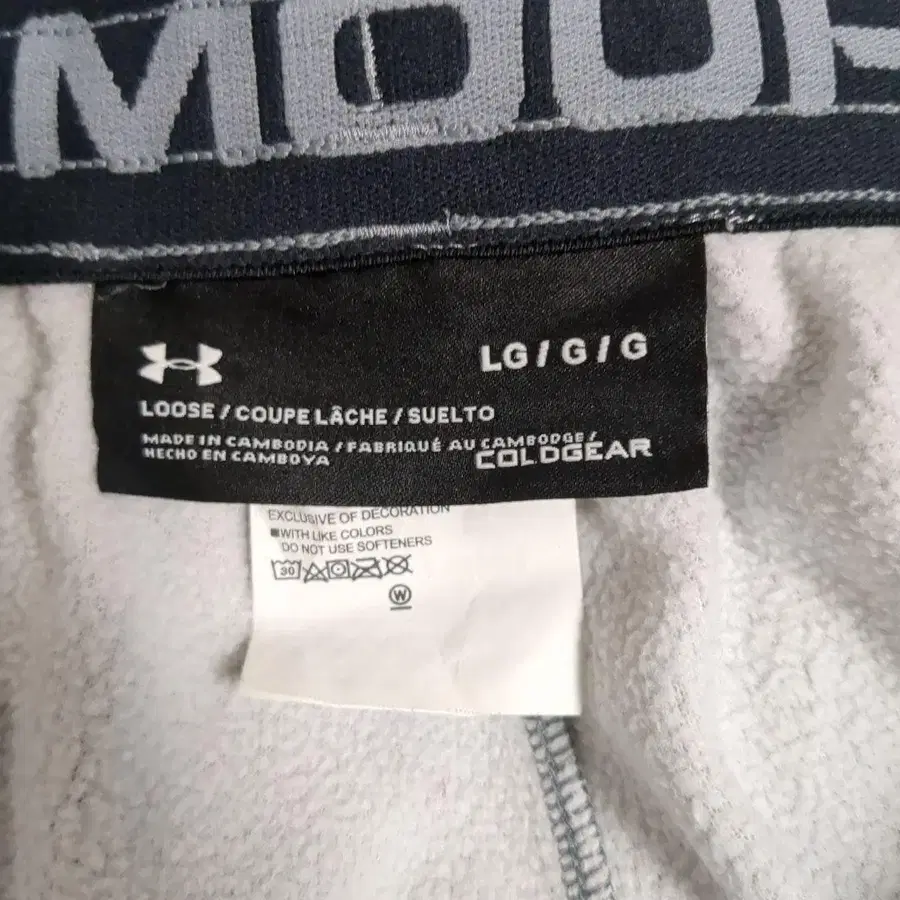 MOUR
LG / G / G
LOOSE / COUPE LÂCHE / SUELTO
MADE IN CAMBODIA / FABRIQUÉ AU CAMBODGE /
HECHO EN CAMBOYA
COLDGEAR
EXCLUSIVE OF DECORATION
■WITH LIKE COLORS
DO NOT USE SOFTENERS
30
W